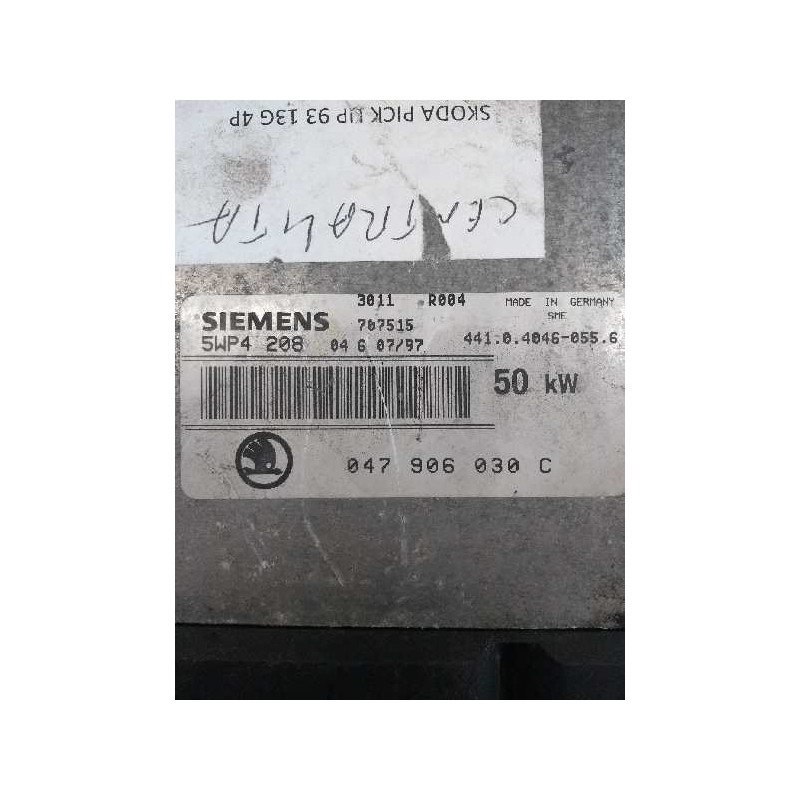 SKODA PICK UP 93 13G 4P
CENTRALITA
3011 R004 MADE IN GERMANY
SIEMENS 707515 SME
5WP4 208 04 6 07/97 441.0.4046-055.6
50 kW
047 906 030 C